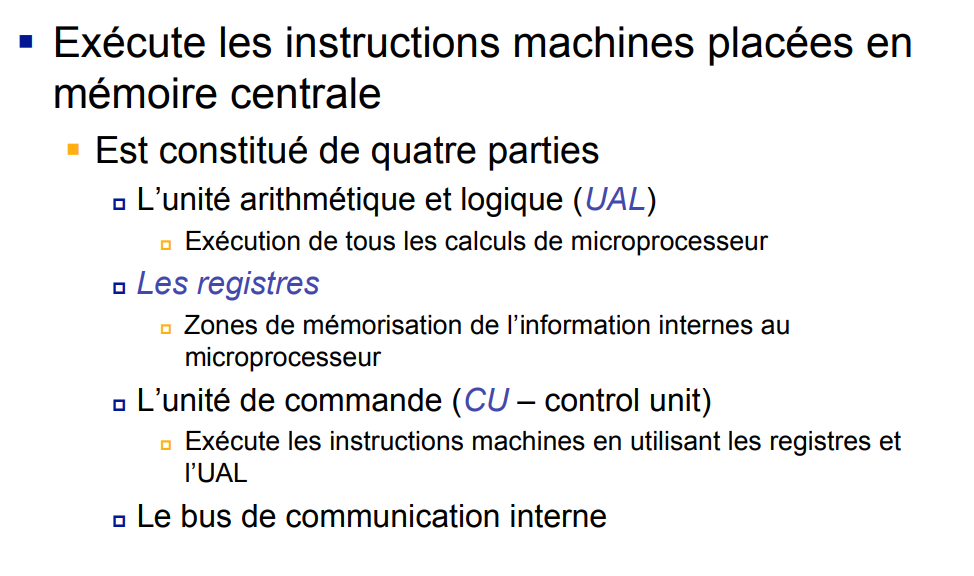 Exécute les instructions machines placées en
mémoire centrale
Est constitué de quatre parties
L’unité arithmétique et logique (UAL)
Exécution de tous les calculs de microprocesseur
Les registres
Zones de mémorisation de l’information internes au
microprocesseur
L’unité de commande (CU – control unit)
Exécute les instructions machines en utilisant les registres et
l’UAL
Le bus de communication interne